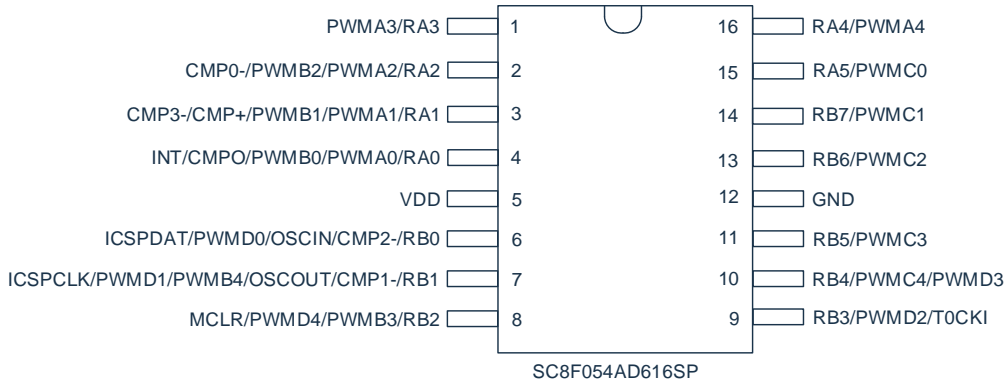 PWMA3/RA3 1 16 RA4/PWMA4
CMP0-/PWMB2/PWMA2/RA2 2 15 RA5/PWMC0
CMP3-/CMP+/PWMB1/PWMA1/RA1 3 14 RB7/PWMC1
INT/CMPO/PWMB0/PWMA0/RA0 4 13 RB6/PWMC2
VDD 5 12 GND
ICSPDAT/PWMD0/OSCIN/CMP2-/RB0 6 11 RB5/PWMC3
ICSPCLK/PWMD1/PWMB4/OSCOUT/CMP1-/RB1 7 10 RB4/PWMC4/PWMD3
MCLR/PWMD4/PWMB3/RB2 8 9 RB3/PWMD2/T0CKI
SC8F054AD616SP